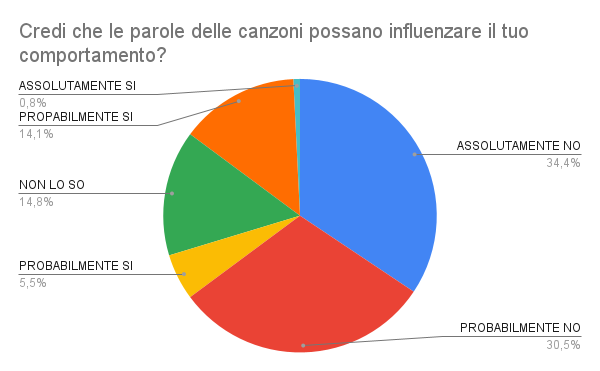 Credi che le parole delle canzoni possano influenzare il tuo
comportamento?
ASSOLUTAMENTE SI
0,8%
PROPABILMENTE SI
14,1%
NON LO SO
14,8%
PROBABILMENTE SI
5,5%
ASSOLUTAMENTE NO
34,4%
PROBABILMENTE NO
30,5%